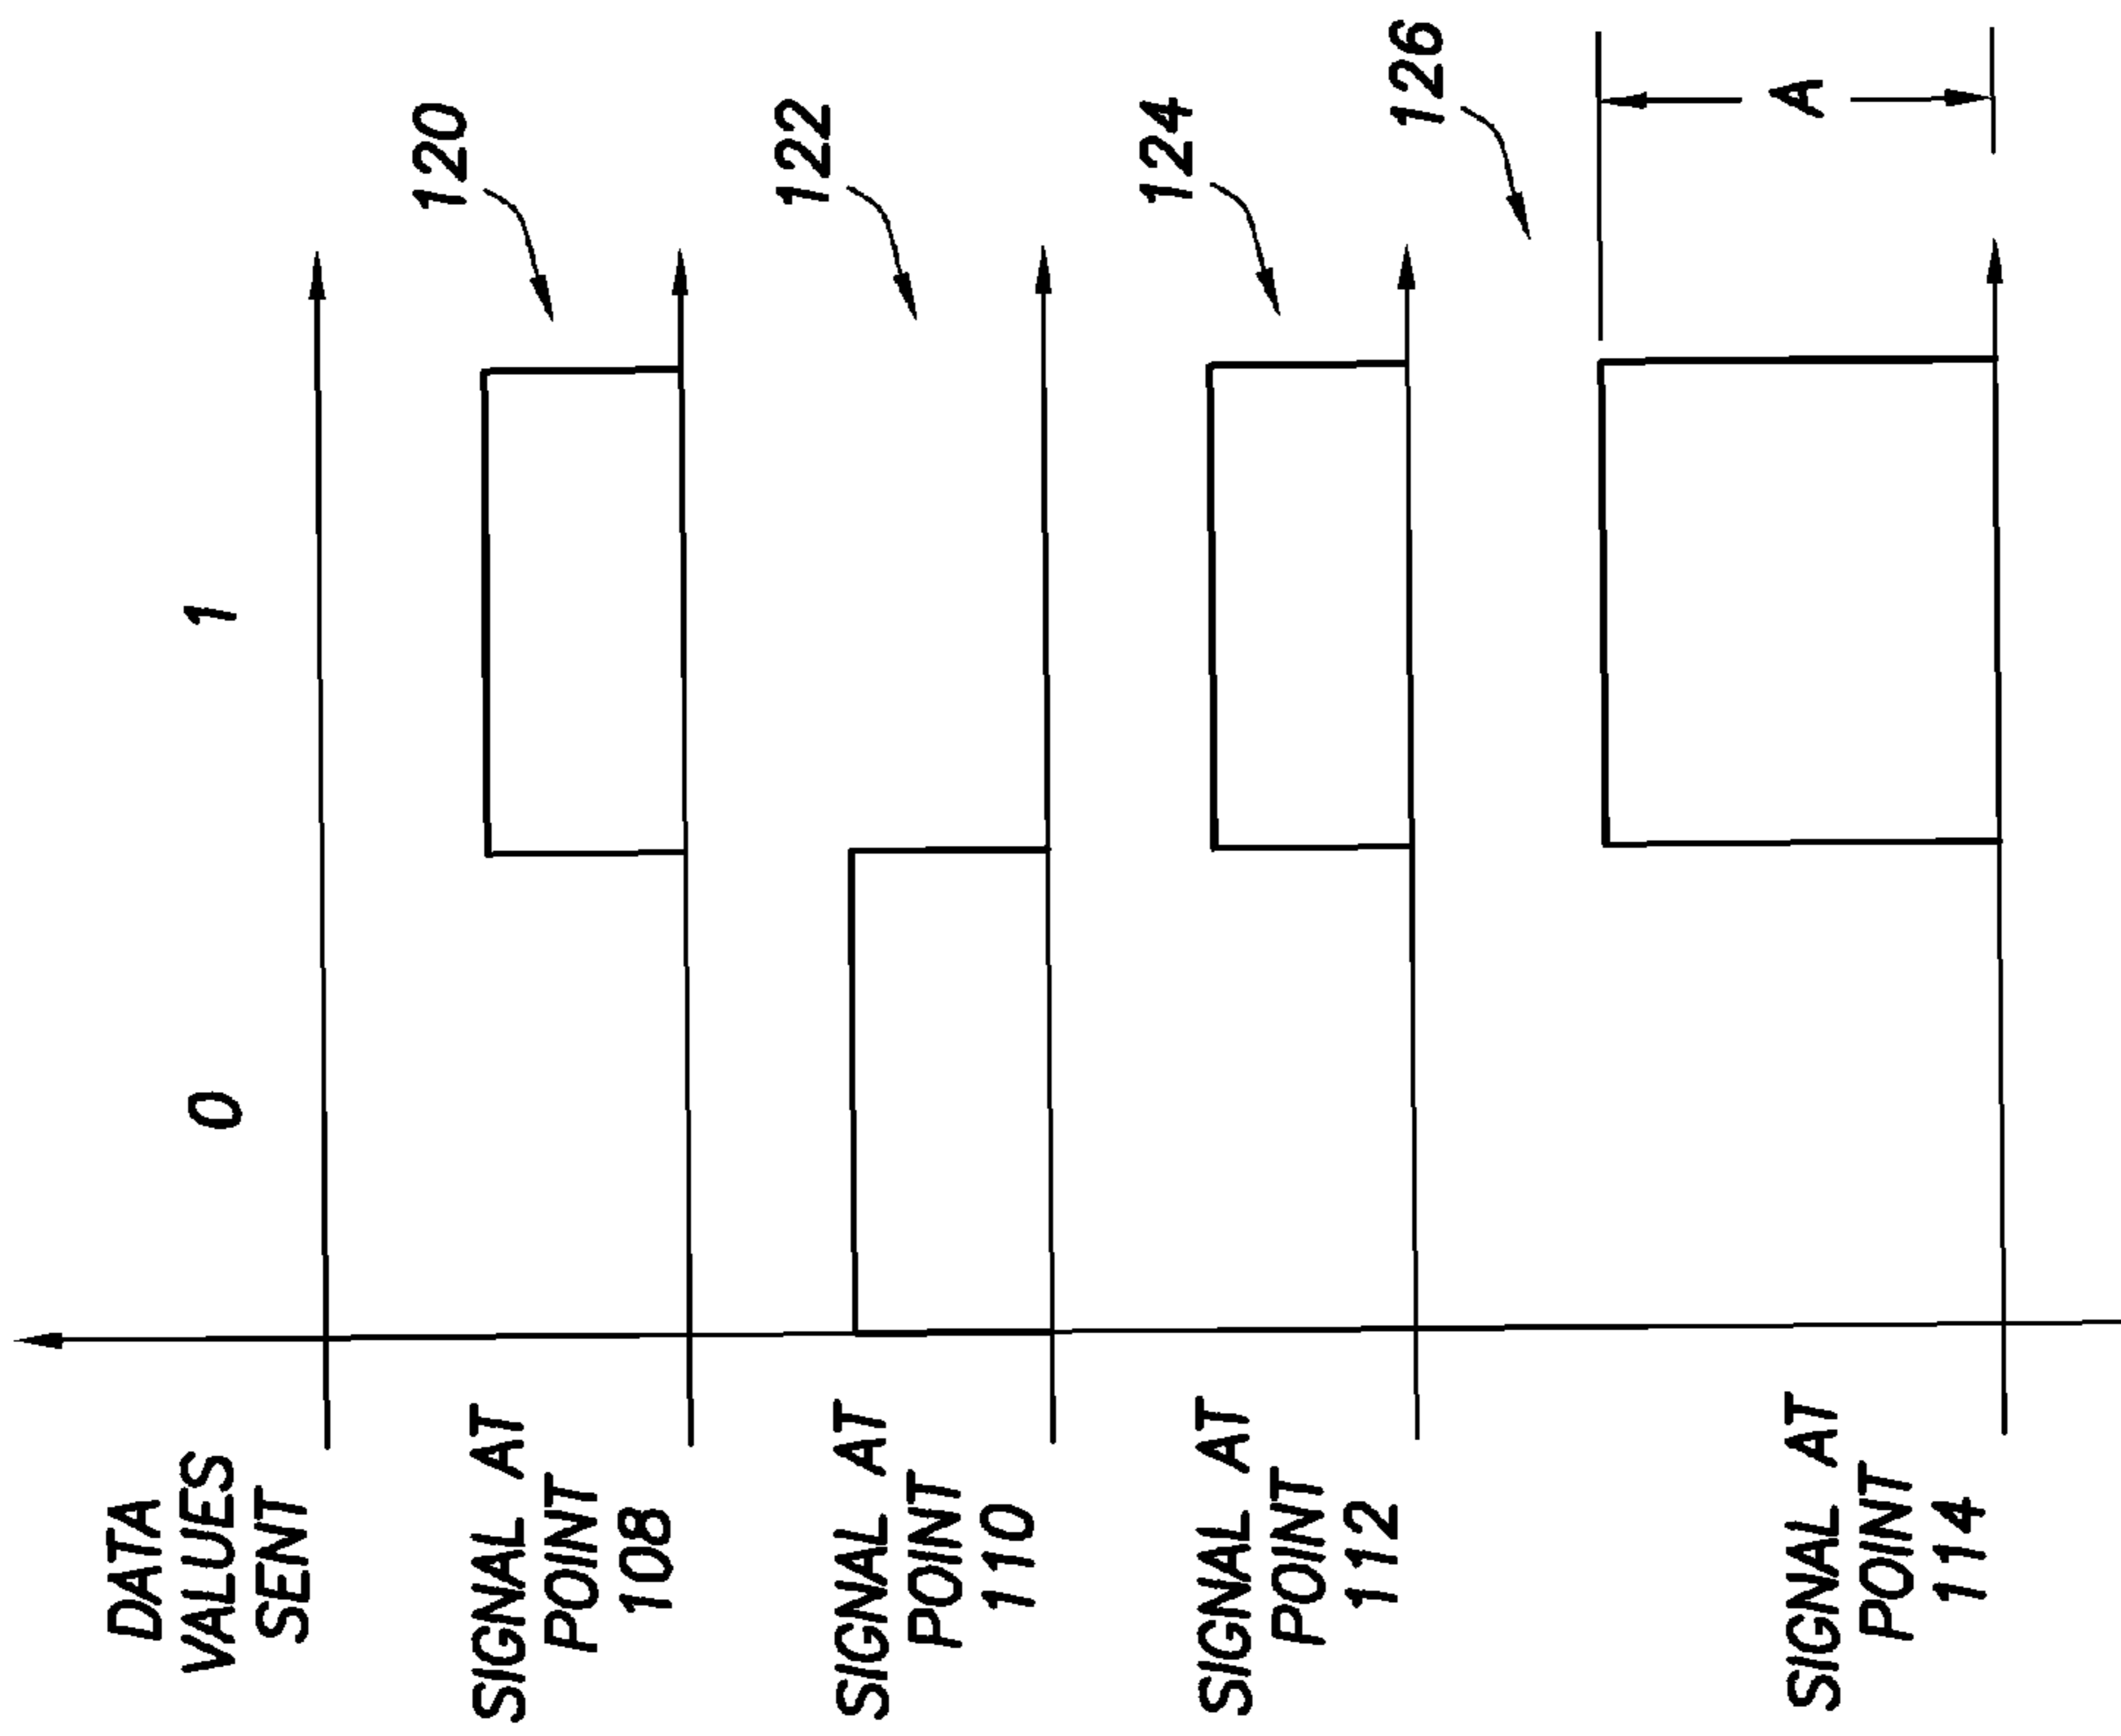 DATA
VALUES
SENT
0
1
SIGNAL AT
POINT
108
120
SIGNAL AT
POINT
110
122
SIGNAL AT
POINT
112
124
SIGNAL AT
POINT
114
126
A